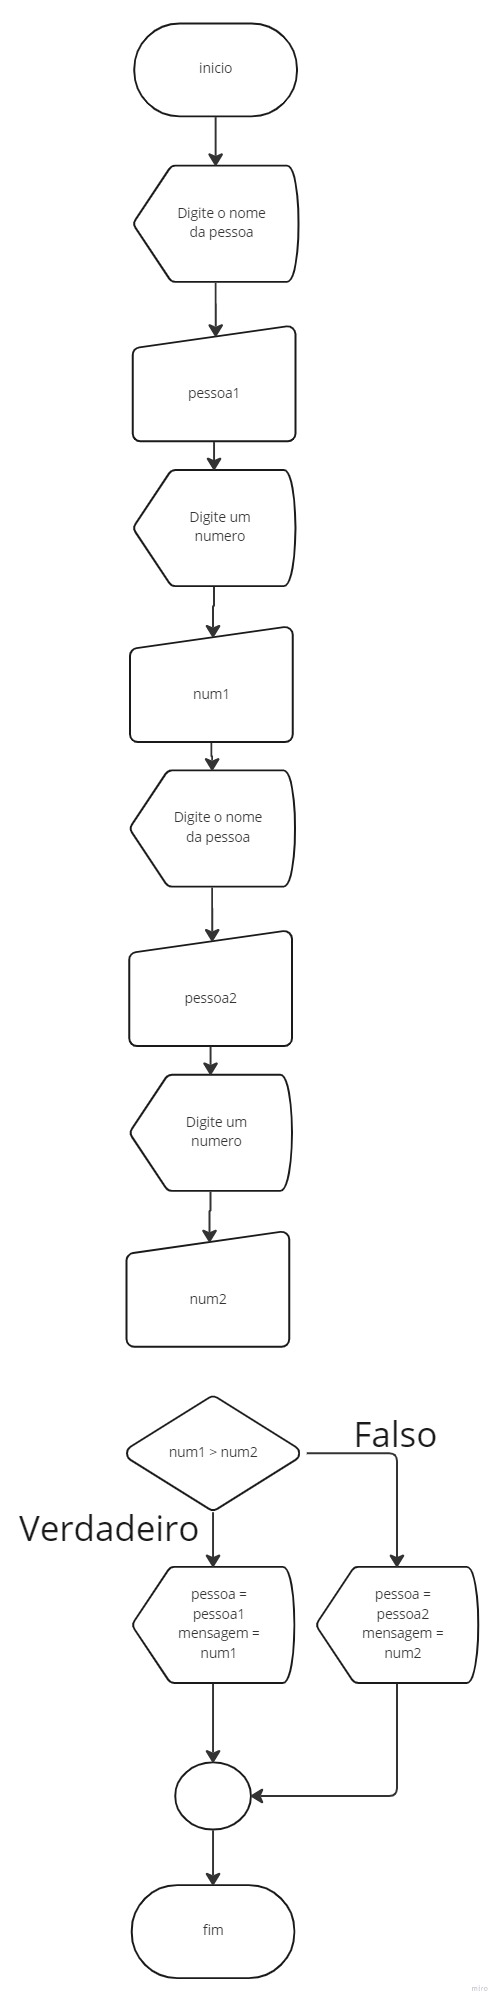 inicio
Digite o nome
da pessoa
pessoa1
Digite um
numero
num1
Digite o nome
da pessoa
pessoa2
Digite um
numero
num2
num1 > num2
Falso
Verdadeiro
pessoa =
pessoa1
mensagem =
num1
pessoa =
pessoa2
mensagem =
num2
fim
miro